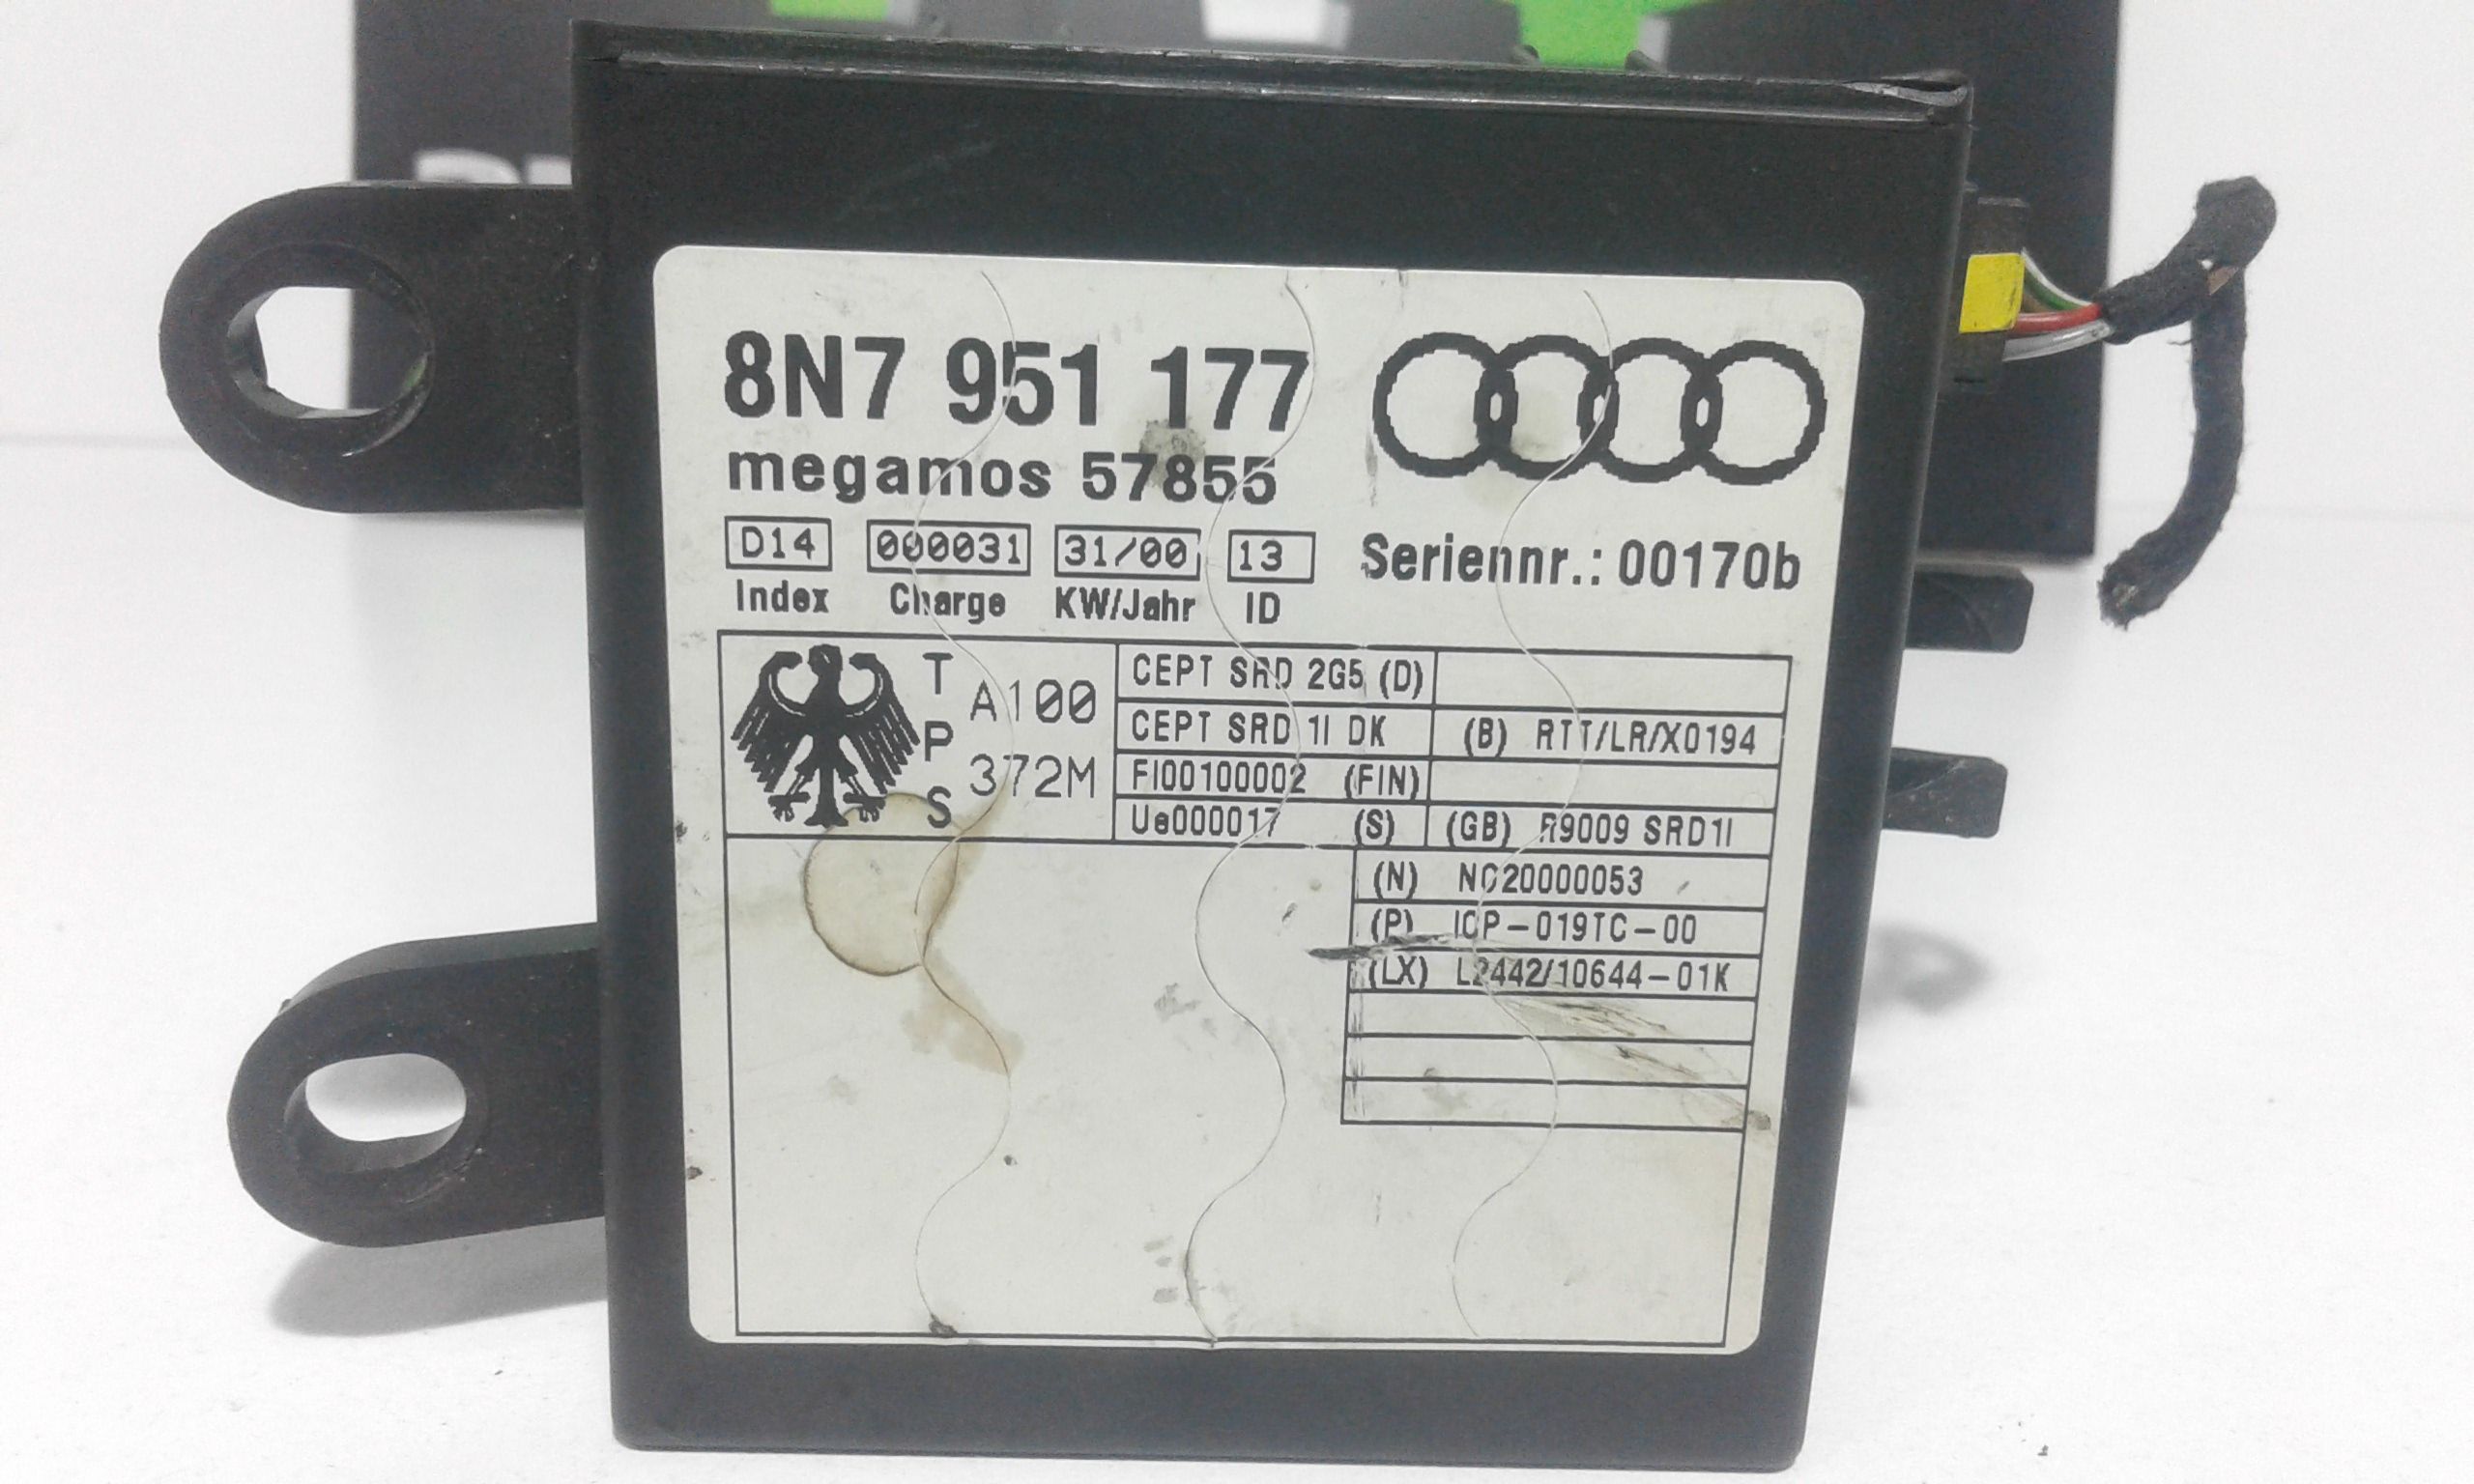 8N7 951 177
megamos 57855
D14 000031 31/00 13
Index Charge KW/Jahr ID
Seriennr.: 00170b
T
P
S
A100
372M
CEPT SRD 2G5 (D)
CEPT SRD 1I DK (B) RTT/LR/X0194
FI00100002 (FIN)
Ue000017 (S) (GB) R9009 SRD1I
(N) NO20000053
(P) ICP-019TC-00
(LX) L2442/10644-01K